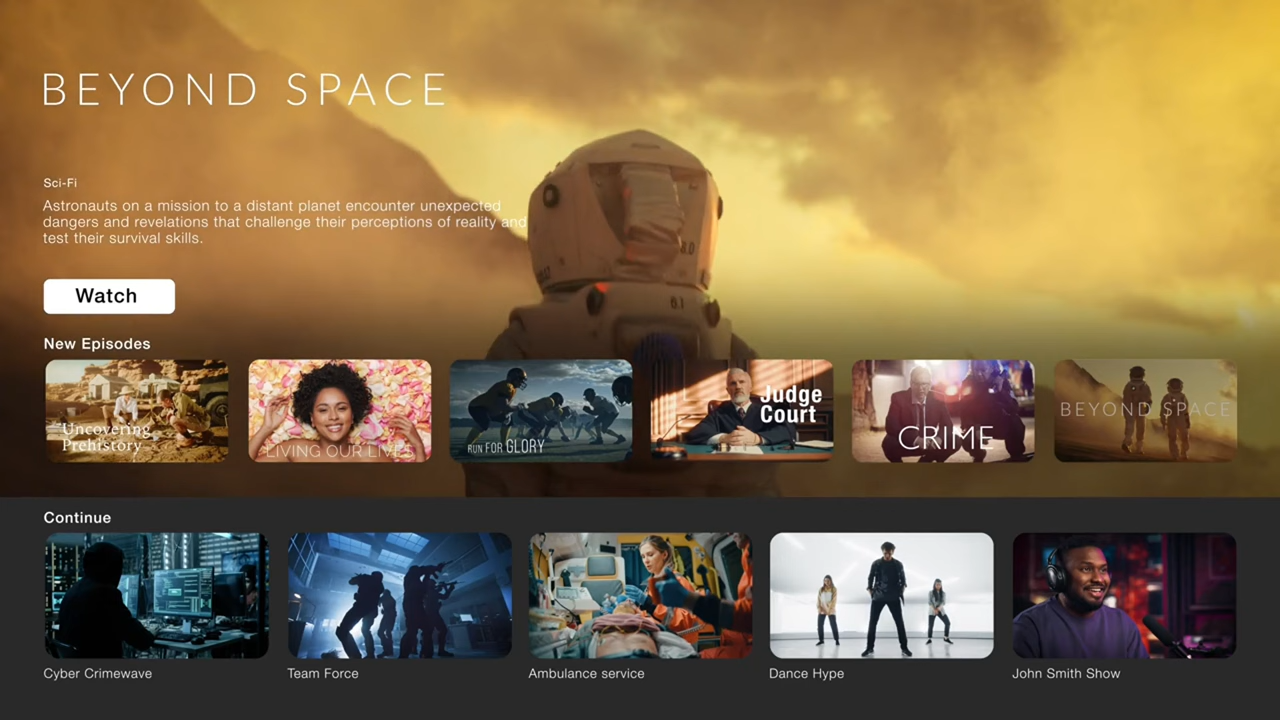 BEYOND SPACE
Sci-Fi
Astronauts on a mission to a distant planet encounter unexpected
dangers and revelations that challenge their perceptions of reality and
test their survival skills.
Watch
New Episodes
Uncovering
Prehistory
LIVING OUR LIVES
RUN FOR GLORY
Judge
Court
CRIME
BEYOND SPACE
Continue
Cyber Crimewave
Team Force
Ambulance service
Dance Hype
John Smith Show